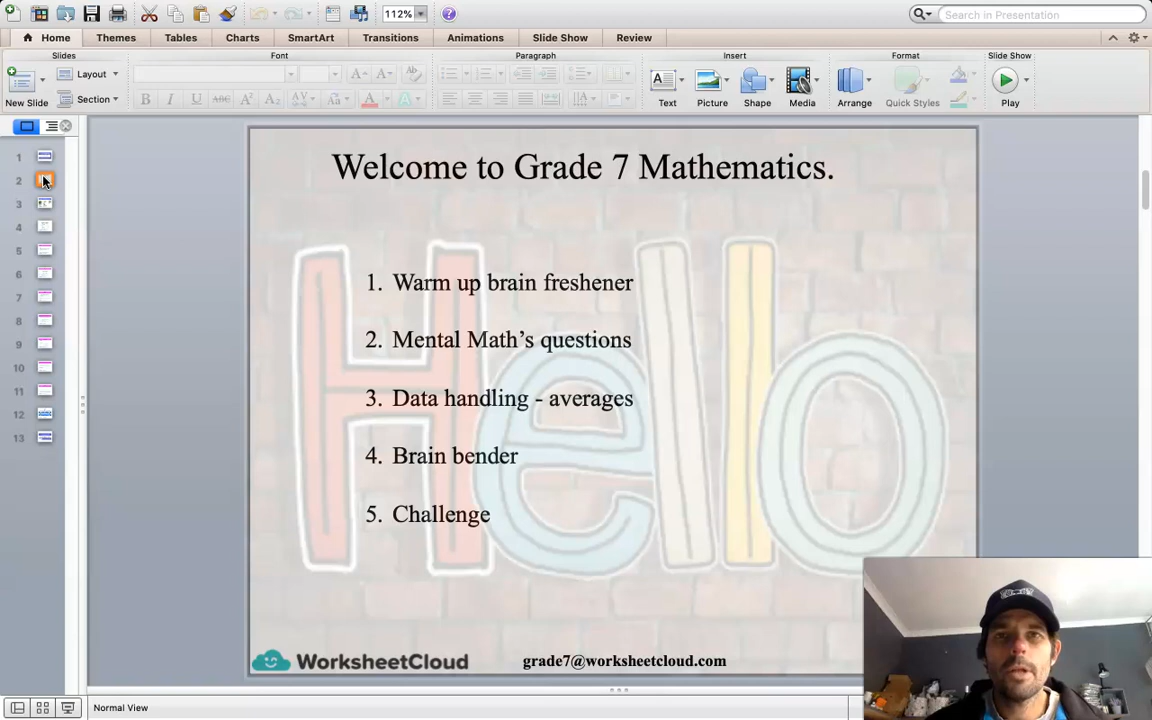 112%
Search in Presentation
Home Themes Tables Charts SmartArt Transitions Animations Slide Show Review
Slides Font Paragraph Insert Format Slide Show
Layout
Section
New Slide Text Picture Shape Media Arrange Quick Styles Play
1
2
3
4
5
6
7
8
9
10
11
12
13
Welcome to Grade 7 Mathematics.
Hello
1. Warm up brain freshener
2. Mental Math’s questions
3. Data handling - averages
4. Brain bender
5. Challenge
WorksheetCloud grade7@worksheetcloud.com
Normal View